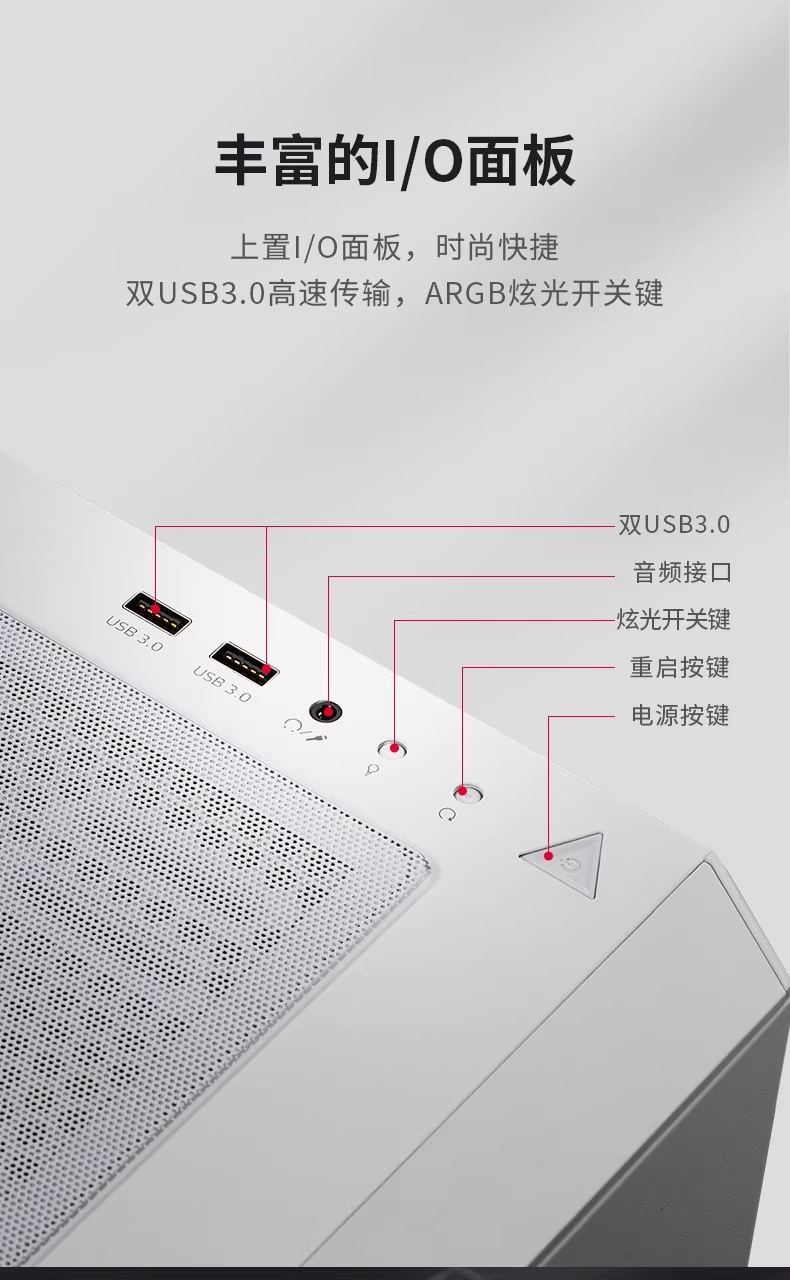 丰富的I/O面板
上置I/O面板，时尚快捷
双USB3.0高速传输，ARGB炫光开关键
双USB3.0
音频接口
炫光开关键
重启按键
电源按键
USB 3.0
USB 3.0